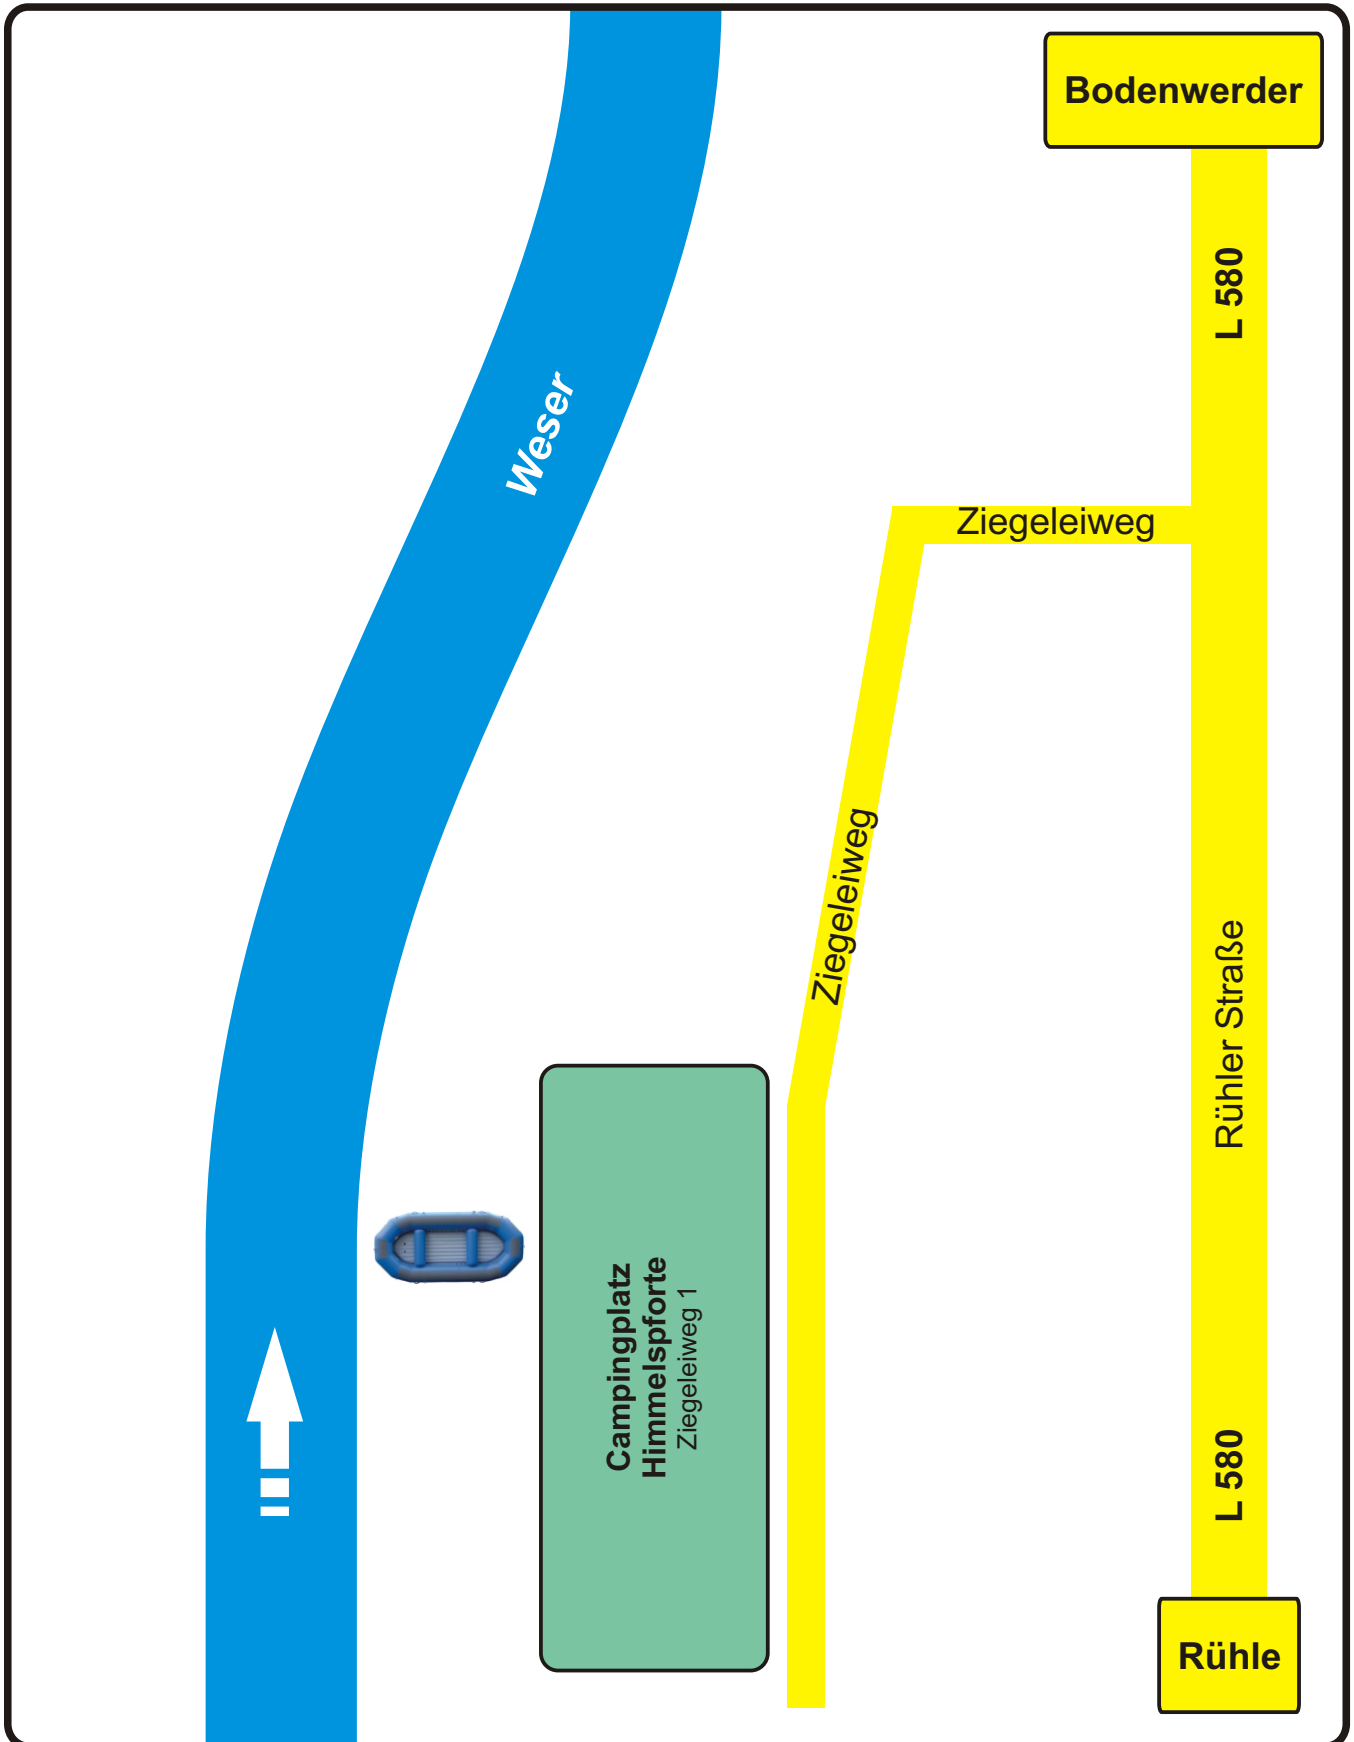 Bodenwerder
L 580
Weser
Ziegeleiweg
Ziegeleiweg
Rühler Straße
Campingplatz
Himmelspforte
Ziegeleiweg 1
L 580
Rühle